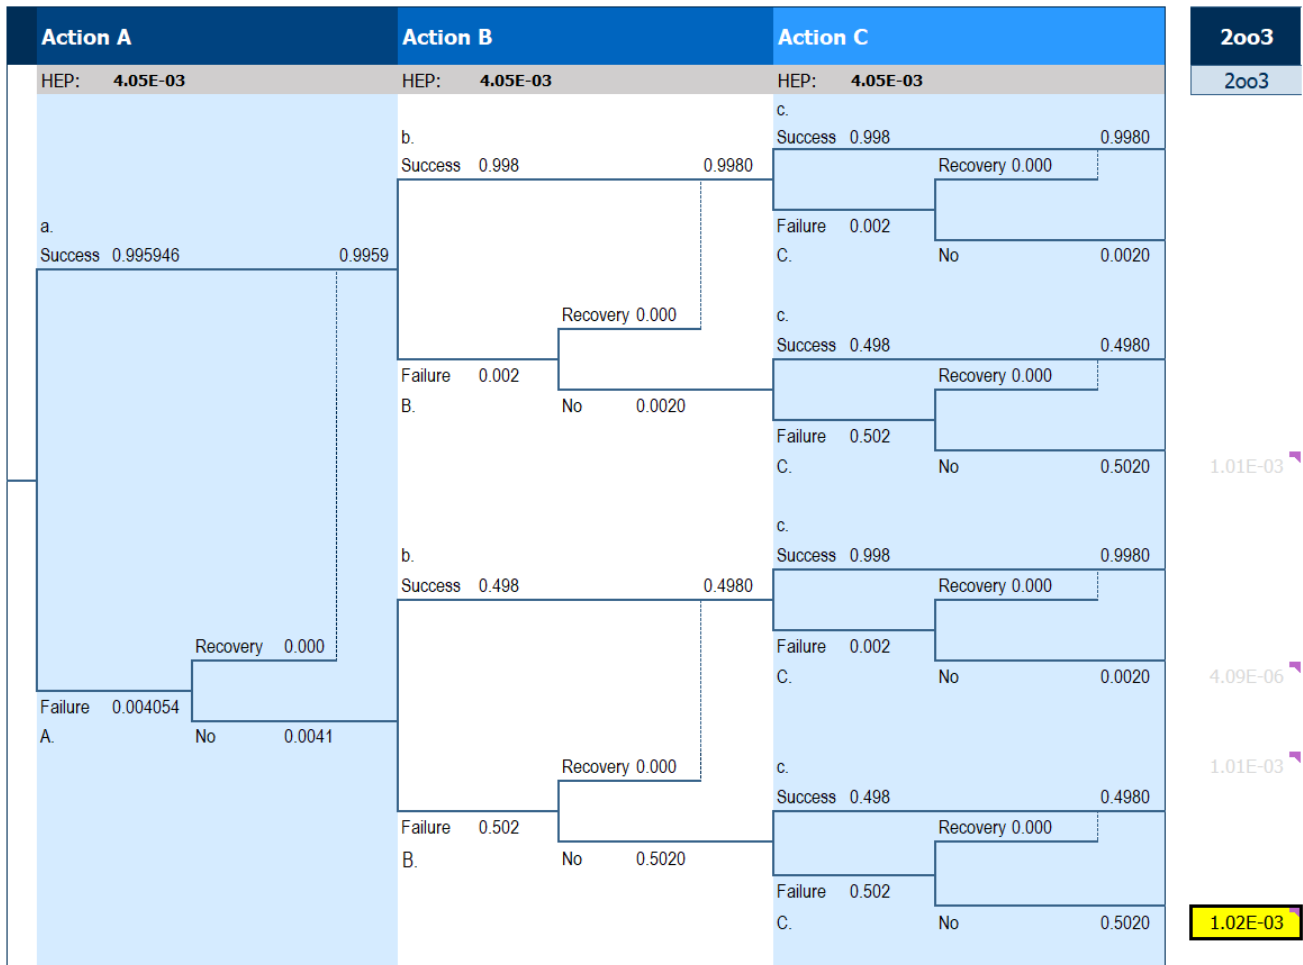 Action A Action B Action C 2oo3
HEP: 4.05E-03 HEP: 4.05E-03 HEP: 4.05E-03 2oo3
c.
b. Success 0.998 0.9980
Success 0.998 0.9980 Recovery 0.000
a. Failure 0.002
Success 0.995946 0.9959 C. No 0.0020
Recovery 0.000 c.
Success 0.498 0.4980
Failure 0.002 Recovery 0.000
B. No 0.0020
Failure 0.502
C. No 0.5020 1.01E-03
c.
b. Success 0.998 0.9980
Success 0.498 0.4980 Recovery 0.000
Recovery 0.000 Failure 0.002
C. No 0.0020 4.09E-06
Failure 0.004054
A. No 0.0041
Recovery 0.000 c. 1.01E-03
Success 0.498 0.4980
Failure 0.502 Recovery 0.000
B. No 0.5020
Failure 0.502
C. No 0.5020 1.02E-03